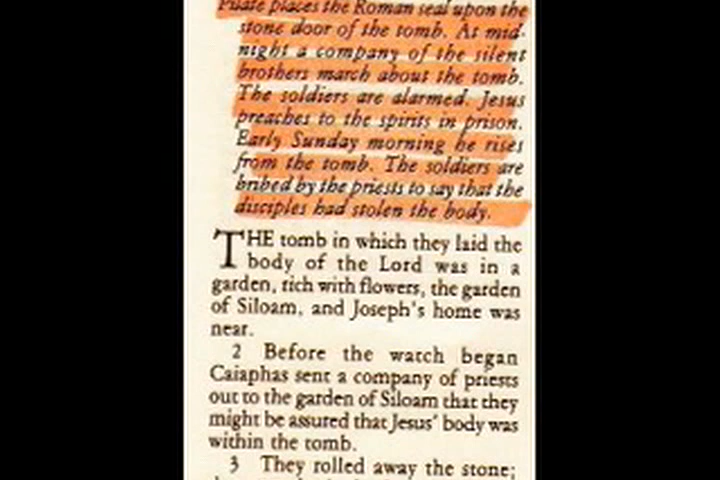 Pilate places the Roman seal upon the
stone door of the tomb. At mid-
night a company of the silent
brothers march about the tomb.
The soldiers are alarmed. Jesus
preaches to the spirits in prison.
Early Sunday morning he rises
from the tomb. The soldiers are
bribed by the priests to say that the
disciples had stolen the body.
THE tomb in which they laid the
body of the Lord was in a
garden, rich with flowers, the garden
of Siloam, and Joseph's home was
near.
2 Before the watch began
Caiaphas sent a company of priests
out to the garden of Siloam that they
might be assured that Jesus' body was
within the tomb.
3 They rolled away the stone;